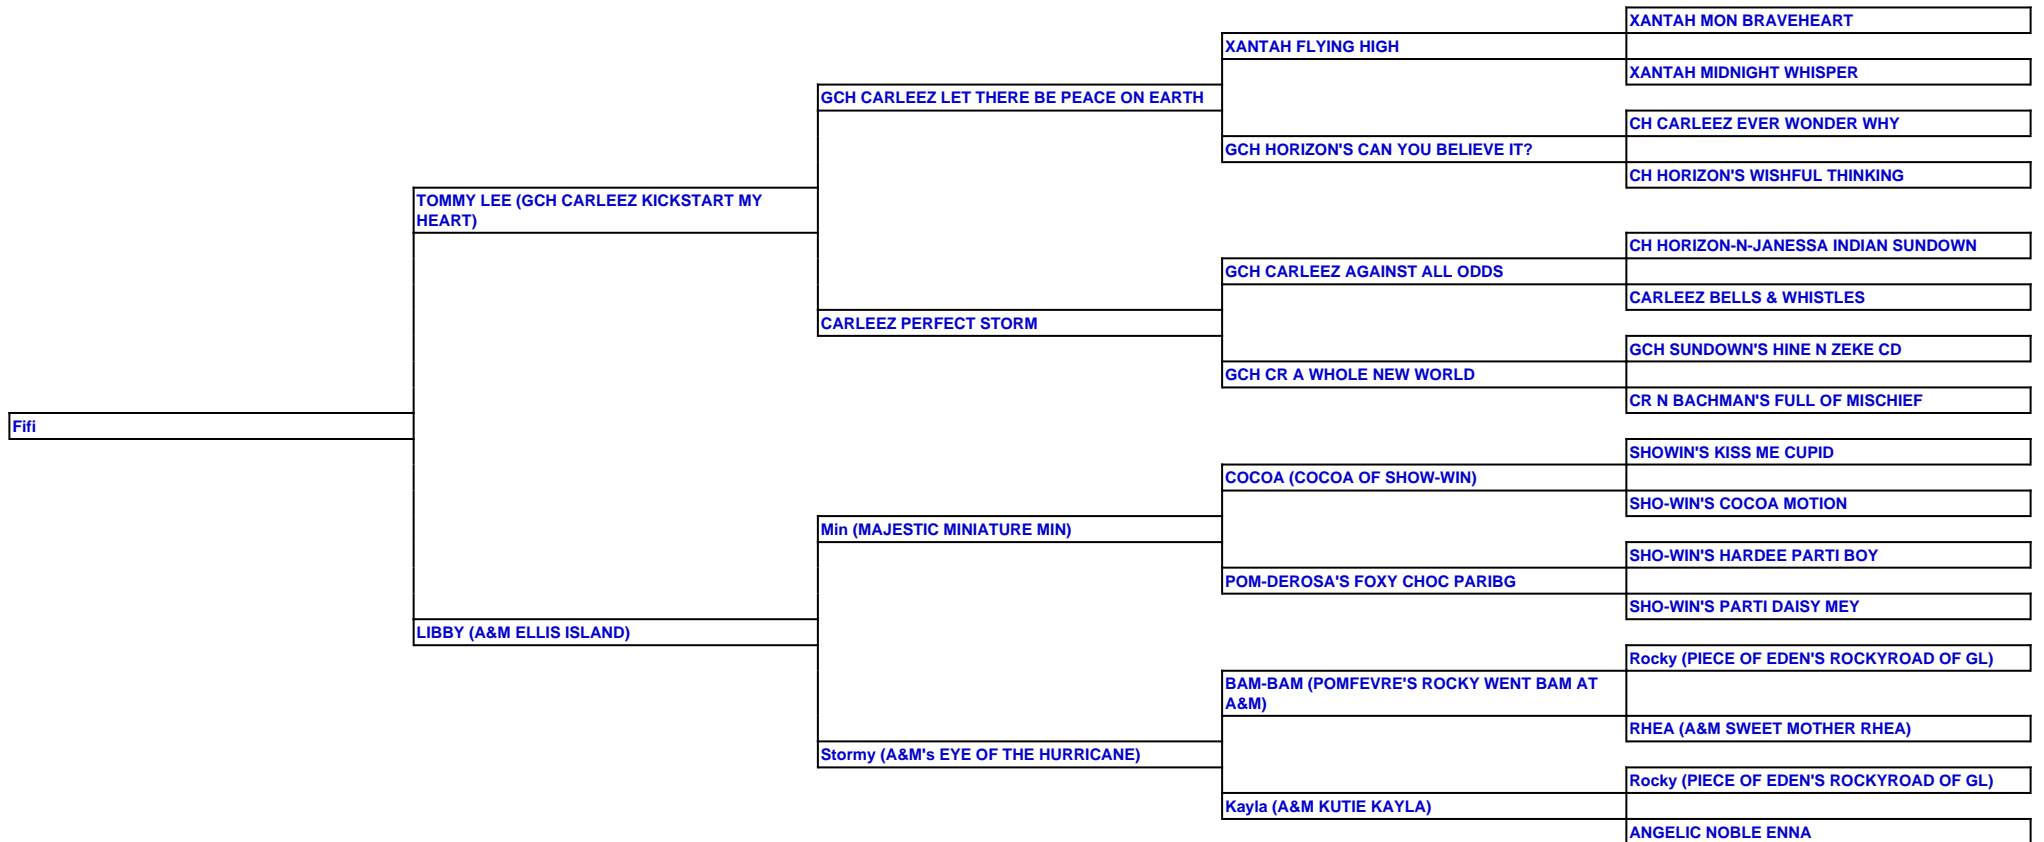 XANTAH MON BRAVEHEART
XANTAH FLYING HIGH
XANTAH MIDNIGHT WHISPER
GCH CARLEEZ LET THERE BE PEACE ON EARTH
CH CARLEEZ EVER WONDER WHY
GCH HORIZON'S CAN YOU BELIEVE IT?
CH HORIZON'S WISHFUL THINKING
TOMMY LEE (GCH CARLEEZ KICKSTART MY
HEART)
CH HORIZON-N-JANESSA INDIAN SUNDOWN
GCH CARLEEZ AGAINST ALL ODDS
CARLEEZ BELLS & WHISTLES
CARLEEZ PERFECT STORM
GCH SUNDOWN'S HINE N ZEKE CD
GCH CR A WHOLE NEW WORLD
CR N BACHMAN'S FULL OF MISCHIEF
Fifi
SHOWIN'S KISS ME CUPID
COCOA (COCOA OF SHOW-WIN)
SHO-WIN'S COCOA MOTION
Min (MAJESTIC MINIATURE MIN)
SHO-WIN'S HARDEE PARTI BOY
POM-DEROSA'S FOXY CHOC PARIBG
SHO-WIN'S PARTI DAISY MEY
LIBBY (A&M ELLIS ISLAND)
Rocky (PIECE OF EDEN'S ROCKYROAD OF GL)
BAM-BAM (POMFEVRE'S ROCKY WENT BAM AT
A&M)
RHEA (A&M SWEET MOTHER RHEA)
Stormy (A&M's EYE OF THE HURRICANE)
Rocky (PIECE OF EDEN'S ROCKYROAD OF GL)
Kayla (A&M KUTIE KAYLA)
ANGELIC NOBLE ENNA